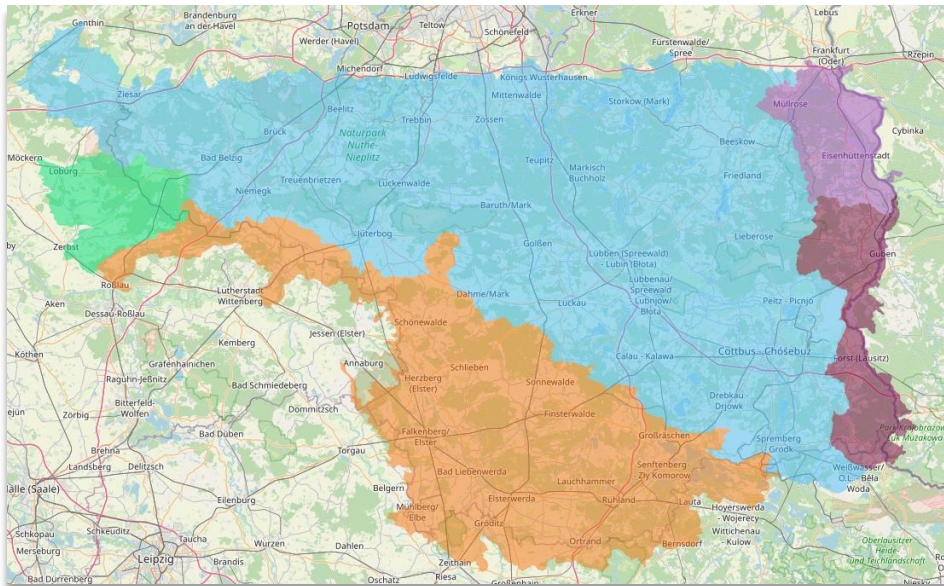 Genthin
Brandenburg
an der Havel
Potsdam
Teltow
Erkner
Lebus
Werder (Havel)
Schönefeld
Fürstenwalde/
Spree
Frankfurt
(Oder)
Rzepin
Michendorf
Ludwigsfelde
Königs Wusterhausen
Ziesar
Beelitz
Mittenwalde
Storkow (Mark)
Müllrose
Trebbin
Zossen
Brück
Naturpark
Nuthe-
Nieplitz
Beeskow
Cybinka
Möckern
Loburg
Bad Belzig
Teupitz
Märkisch
Buchholz
Eisenhüttenstadt
Niemegk
Treuenbrietzen
Luckenwalde
Friedland
Baruth/Mark
Zerbst
Jüterbog
Golßen
Lieberose
Guben
Lübben (Spreewald)
- Lubin (Błota)
Roßlau
Lutherstadt
Wittenberg
Dahme/Mark
Lübbenau/
Spreewald
Lubnjow/
Błota
Aken
Luckau
Peitz - Picnjo
Dessau-Roßlau
Schönewalde
Jessen (Elster)
Kemberg
Köthen
Gräfenhainichen
Annaburg
Schlieben
Calau - Kalawa
Cottbus - Chóśebuz
Forst (Lausitz)
Raguhn-Jeßnitz
Bad Schmiedeberg
Herzberg
(Elster)
Sonnewalde
Drebkau
Drjowk
Zörbig
Bitterfeld-
Wolfen
Dommitzsch
Finsterwalde
Bad Düben
Falkenberg/
Elster
Großräschen
Spremberg
Grodk
Park Krajobrazow
Łuk Mużakowa
Brehna
Torgau
Landsberg
Delitzsch
Bad Liebenwerda
Senftenberg
Zły Komorow
Weißwasser/
O.L. - Běła
Woda
Halle (Saale)
Belgern
Lauchhammer
Eilenburg
Elsterwerda
Ruhland
Lauta
Mühlberg/
Elbe
Hoyerswerda
- Wojerecy
Schkopau
Schkeuditz
Taucha
Gröditz
Wittichenau
- Kulow
Merseburg
Wurzen
Dahlen
Ortrand
Bernsdorf
Oberlausitzer
Heide-
und Teichlandschaft
Leipzig
Brandis
Zeithain
Bad Dürrenberg
Oschatz
Riesa
Großenhain
Niesky